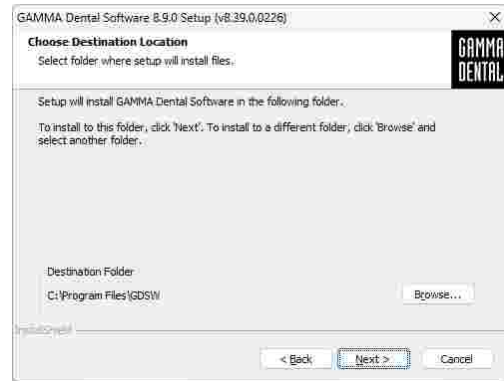 GAMMA Dental Software 8.9.0 Setup (v8.39.0.0226)
Choose Destination Location
Select folder where setup will install files.
GAMMA
DENTAL
Setup will install GAMMA Dental Software in the following folder.
To install to this folder, click 'Next'. To install to a different folder, click 'Browse' and
select another folder.
Destination Folder
C:\Program Files\GDSW
Browse...
InstallShield
< Back
Next >
Cancel